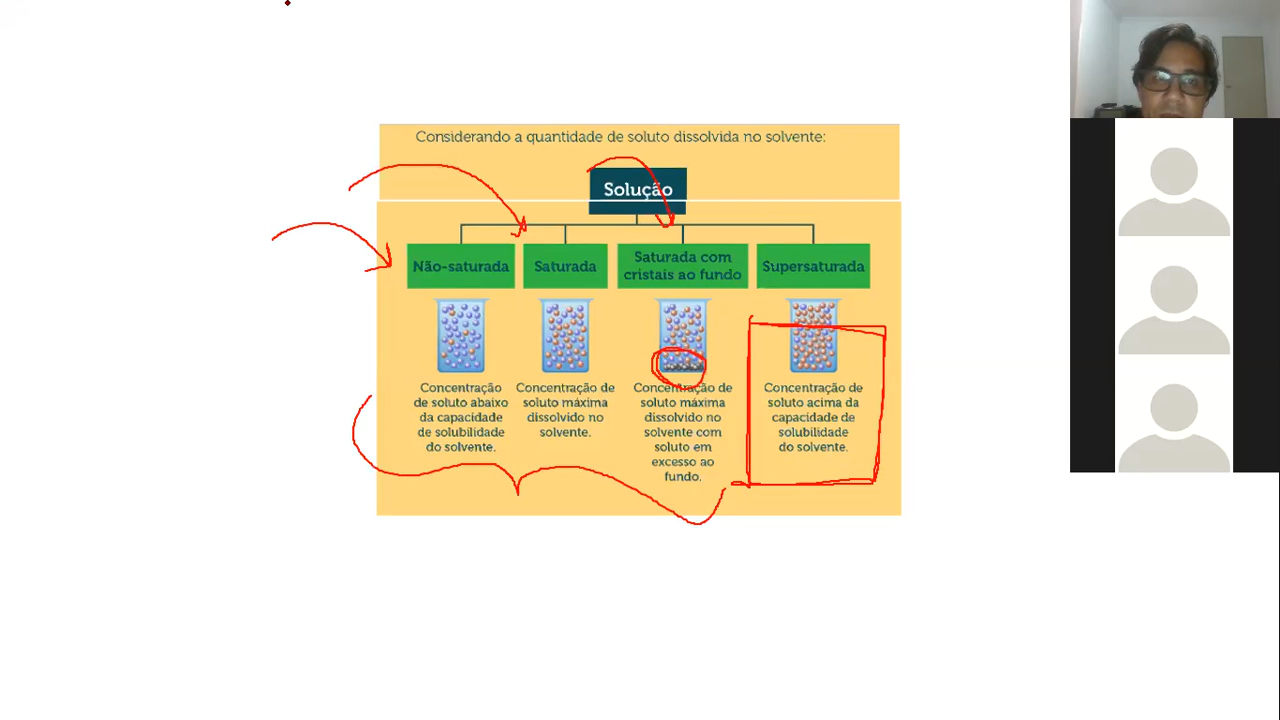 Considerando a quantidade de soluto dissolvida no solvente:
Solução
Não-saturada
Saturada
Saturada com
cristais ao fundo
Supersaturada
Concentração
de soluto abaixo
da capacidade
de solubilidade
do solvente.
Concentração de
soluto máxima
dissolvido no
solvente.
Concentração de
soluto máxima
dissolvido no
solvente com
soluto em
excesso ao
fundo.
Concentração de
soluto acima da
capacidade de
solubilidade
do solvente.